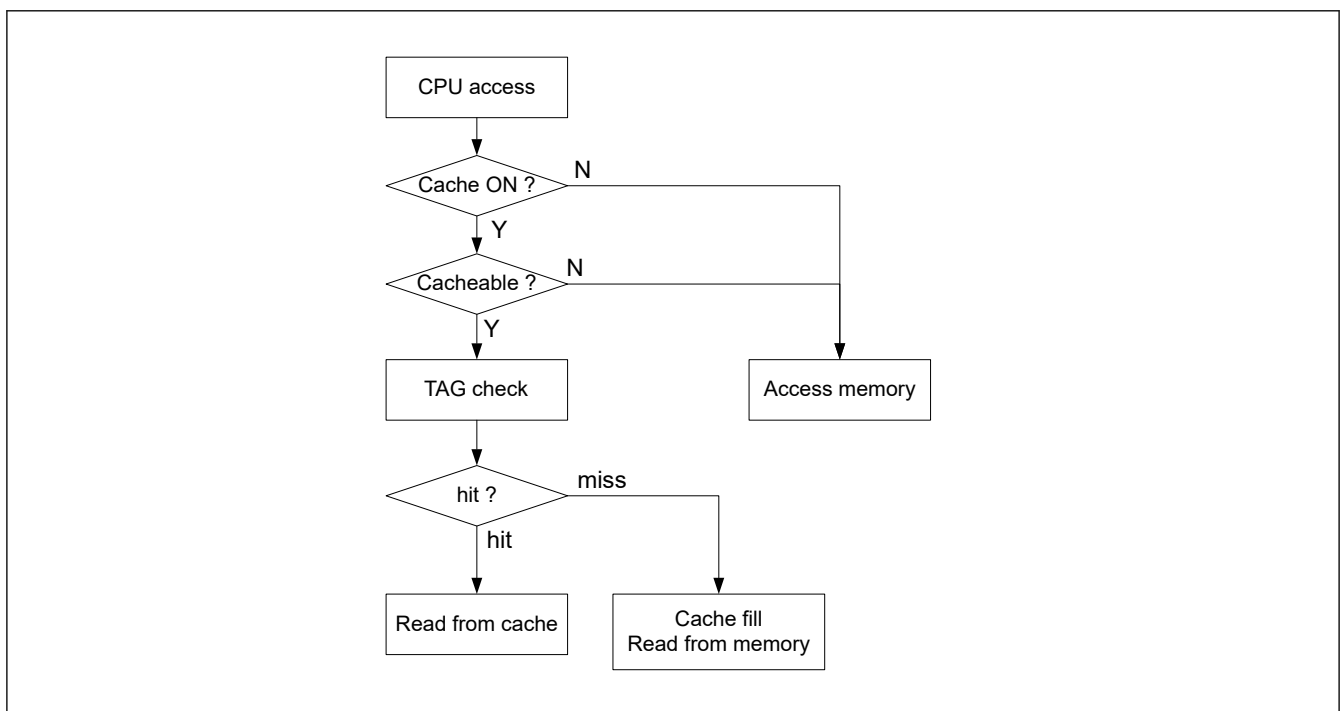 CPU access
Cache ON ?
N
Y
Cacheable ?
N
Y
TAG check
Access memory
hit ?
miss
hit
Read from cache
Cache fill
Read from memory